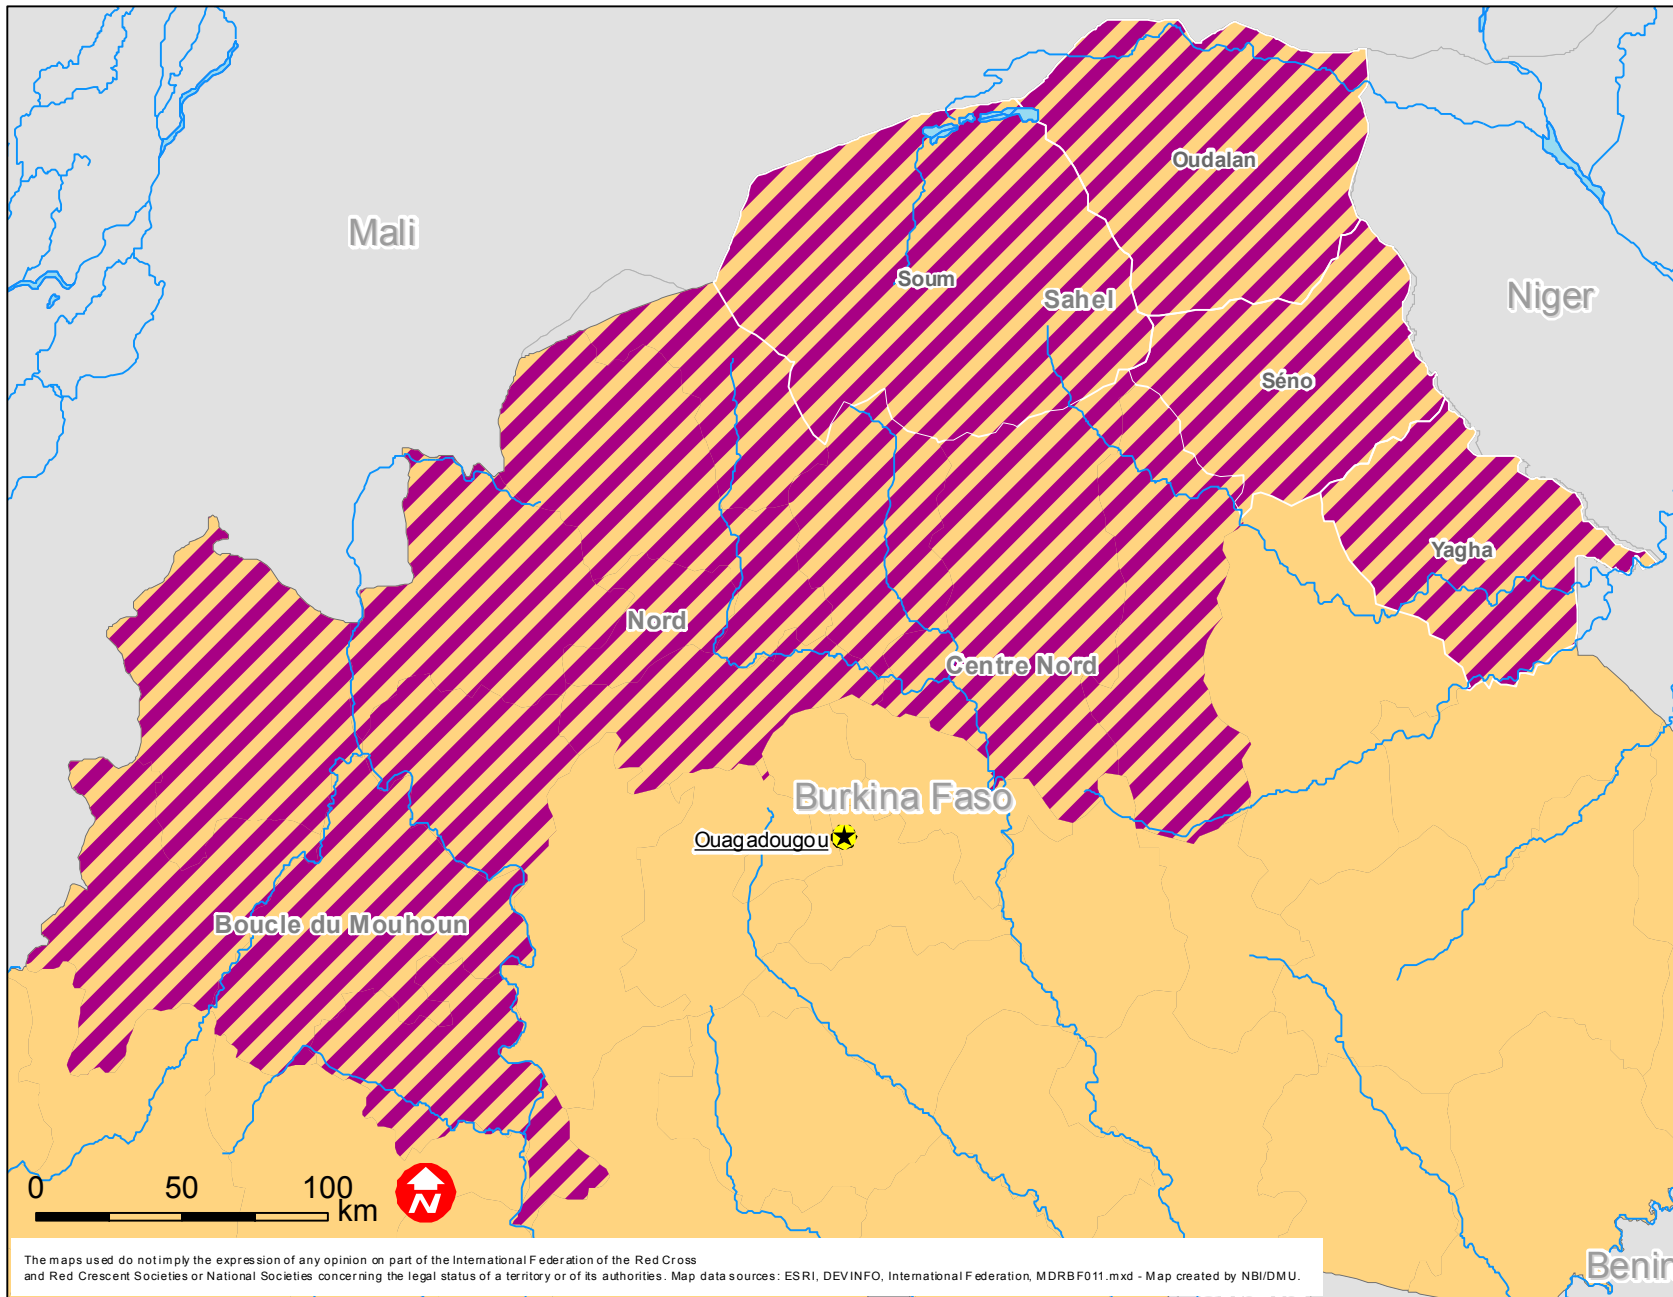 Oudalan
Mali
Soum
Sahel
Niger
Séno
Yagha
Nord
Centre Nord
Burkina Faso
Ouagadougou
Boucle du Mouhoun
0 50 100
km
N
The maps used do not imply the expression of any opinion on part of the International Federation of the Red Cross
and Red Crescent Societies or National Societies concerning the legal status of a territory or of its authorities. Map data sources: ESRI, DEVINFO, International Federation, MDRBF011.mxd - Map created by NBI/DMU.
Benin